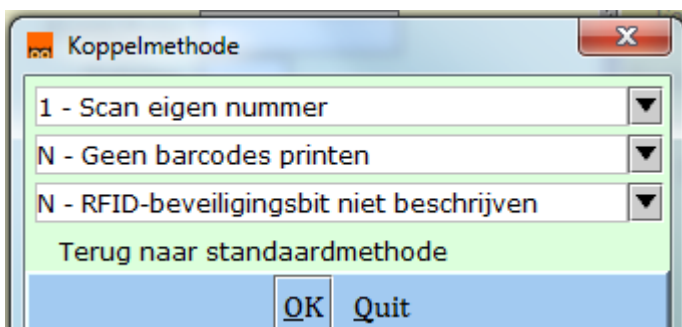 Koppelmethode
1 - Scan eigen nummer
N - Geen barcodes printen
N - RFID-beveiligingsbit niet beschrijven
Terug naar standaardmethode
OK Quit